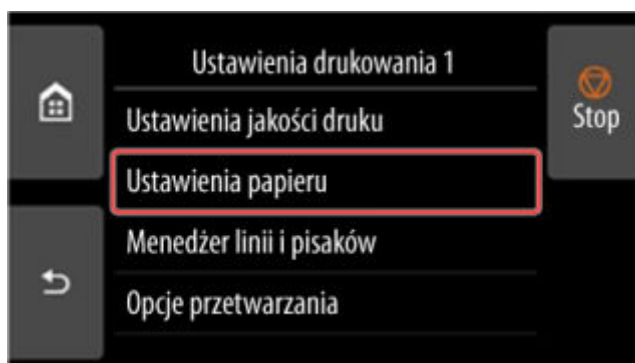 Ustawienia drukowania 1
Stop
Ustawienia jakości druku
Ustawienia papieru
Menedżer linii i pisaków
Opcje przetwarzania